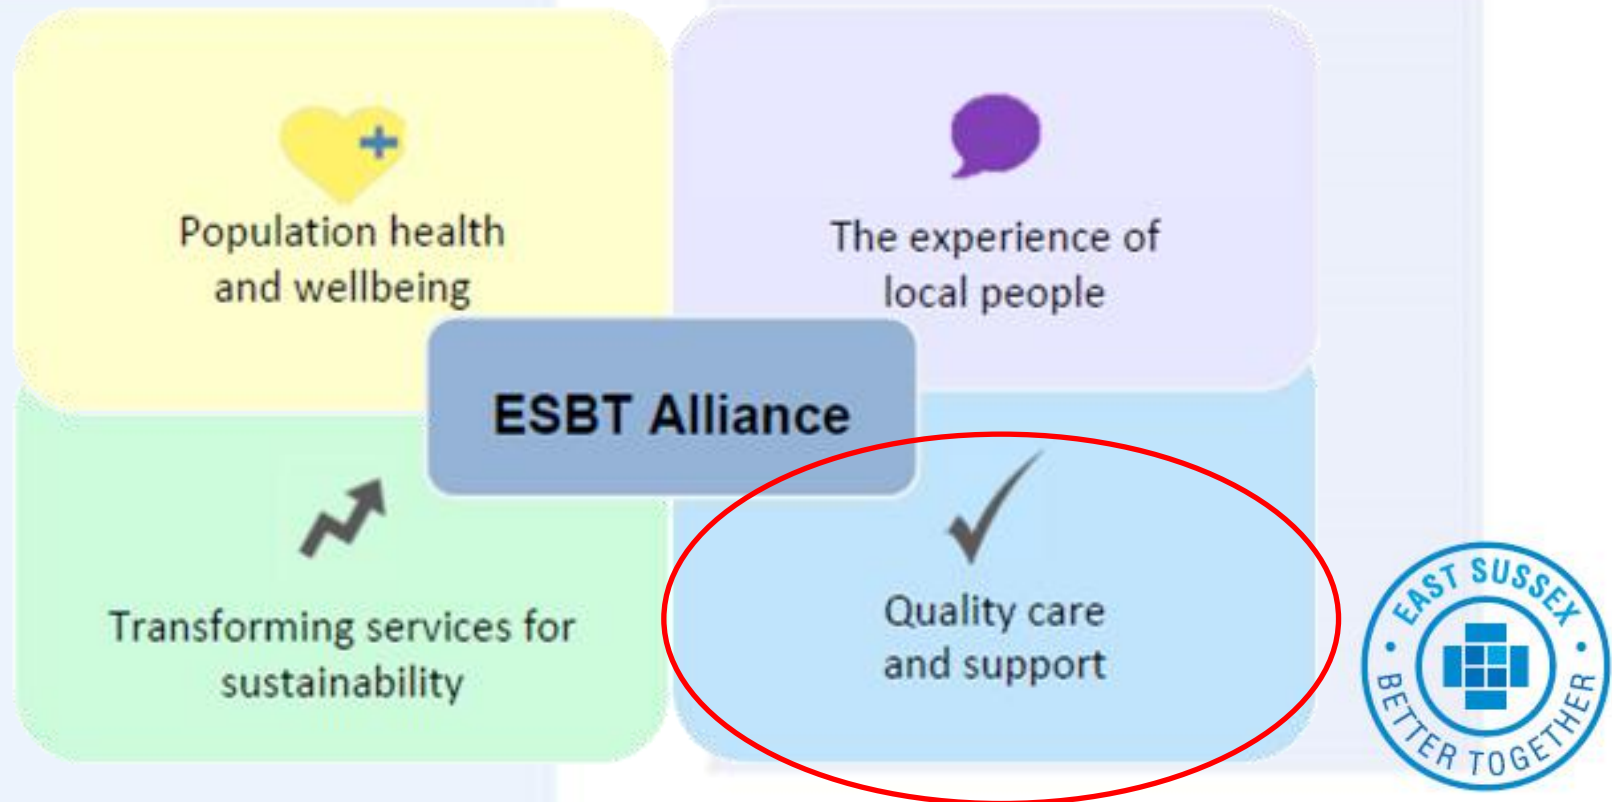 Population health
and wellbeing
The experience of
local people
ESBT Alliance
Transforming services for
sustainability
Quality care
and support
EAST SUSSEX
BETTER TOGETHER